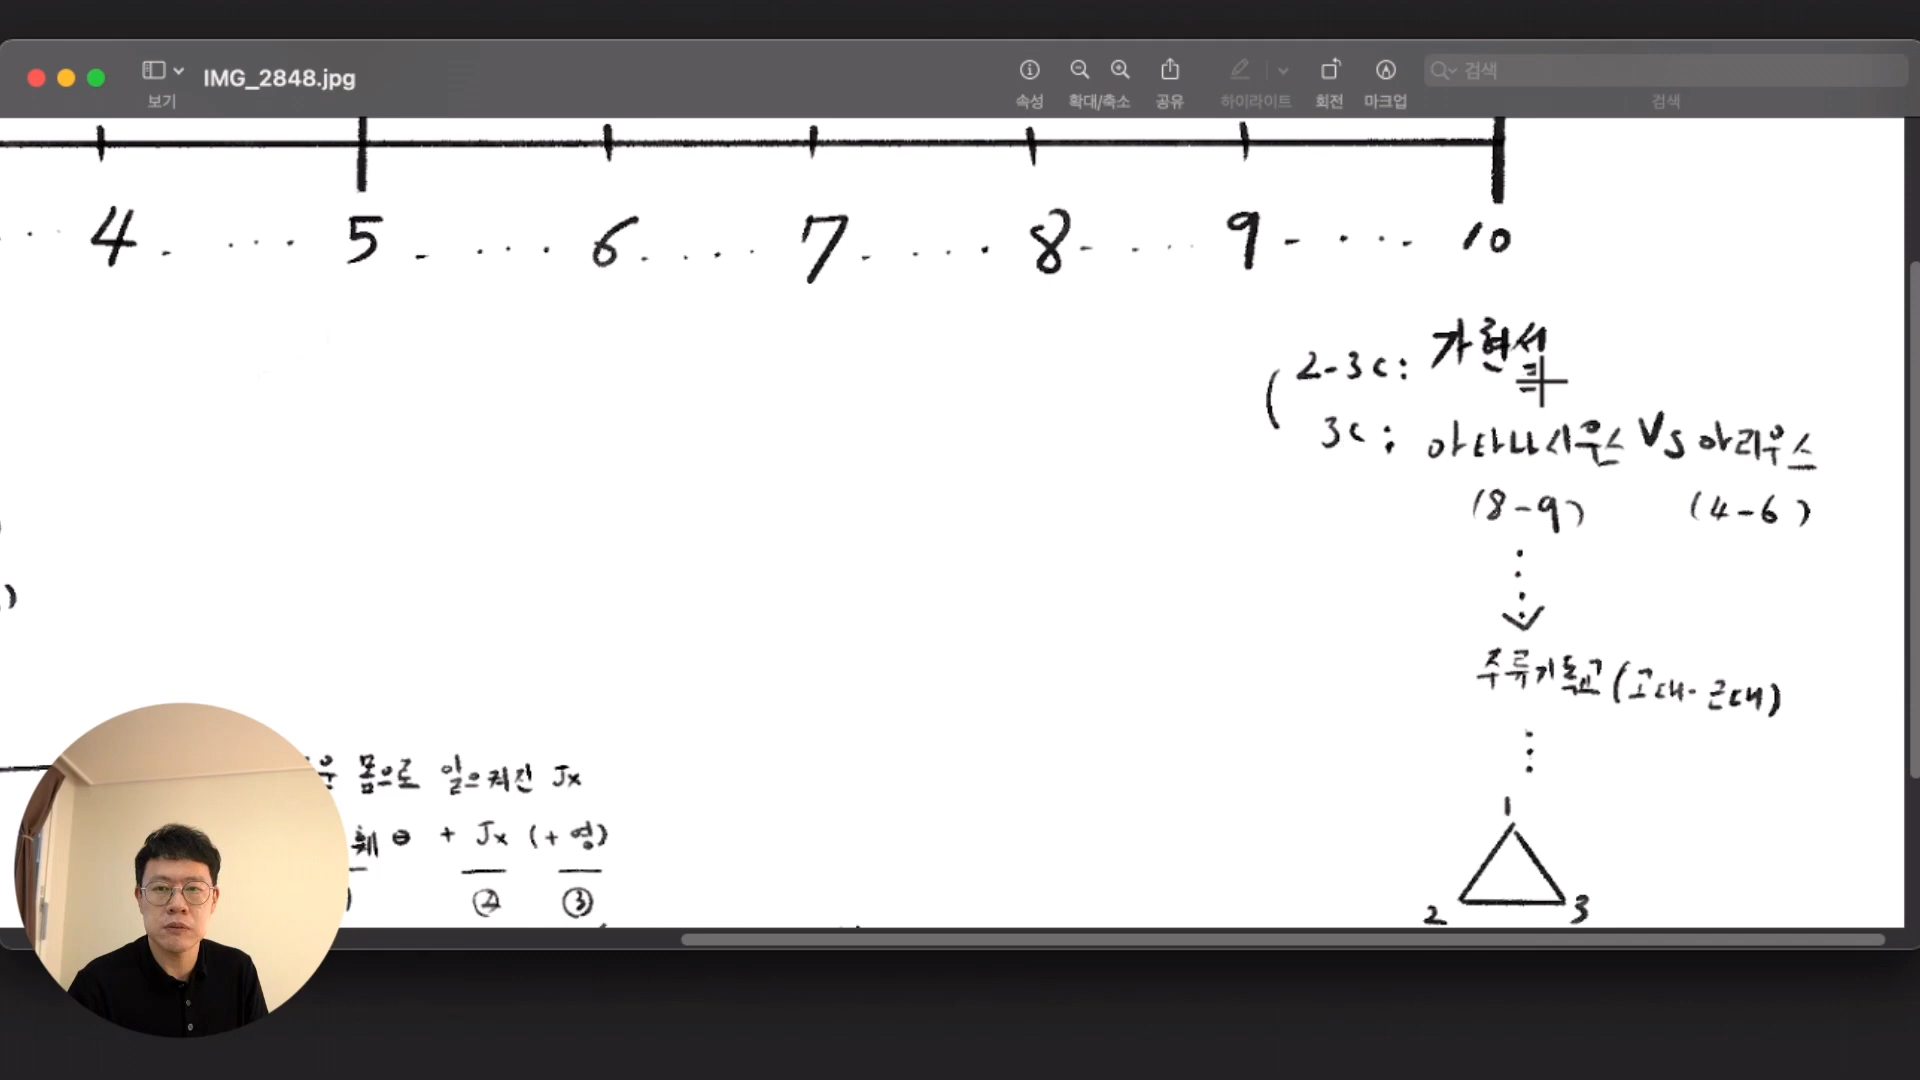 IMG_2848.jpg
보기
속성
확대/축소
공유
하이라이트
회전
마크업
검색
검색
4 . ... 5 . ... 6 .... 7 .... 8 .... 9 - ... 10
2-3c: 가현설
3c: 아타나시우스 Vs 아리우스
(8-9) (4-6)
주류기독교 (고대-근대)
1
2 3
몸으로 일으켜진 Jx
훼 θ + Jx (+ 영)
② ③